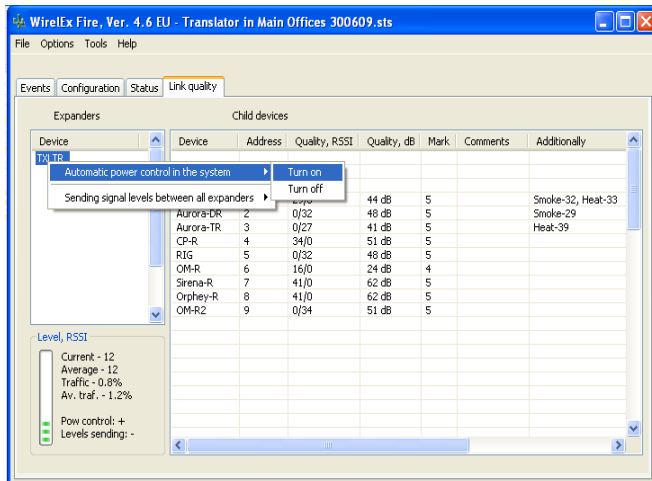 WirelEx Fire, Ver. 4.6 EU - Translator in Main Offices 300609.sts
File Options Tools Help
Events Configuration Status Link quality
Expanders Child devices
Device Device Address Quality, RSSI Quality, dB Mark Comments Additionally
TXLTR
Automatic power control in the system Turn on
Turn off
Sending signal levels between all expanders
44 dB 5 Smoke-32, Heat-33
Aurora-DR 2 0/32 48 dB 5 Smoke-29
Aurora-TR 3 0/27 41 dB 5 Heat-39
CP-R 4 34/0 51 dB 5
RIG 5 0/32 48 dB 5
OM-R 6 16/0 24 dB 4
Sirena-R 7 41/0 62 dB 5
Orphey-R 8 41/0 62 dB 5
OM-R2 9 0/34 51 dB 5
Level, RSSI
Current - 12
Average - 12
Traffic - 0.8%
Av. traf. - 1.2%
Pow control: +
Levels sending: -